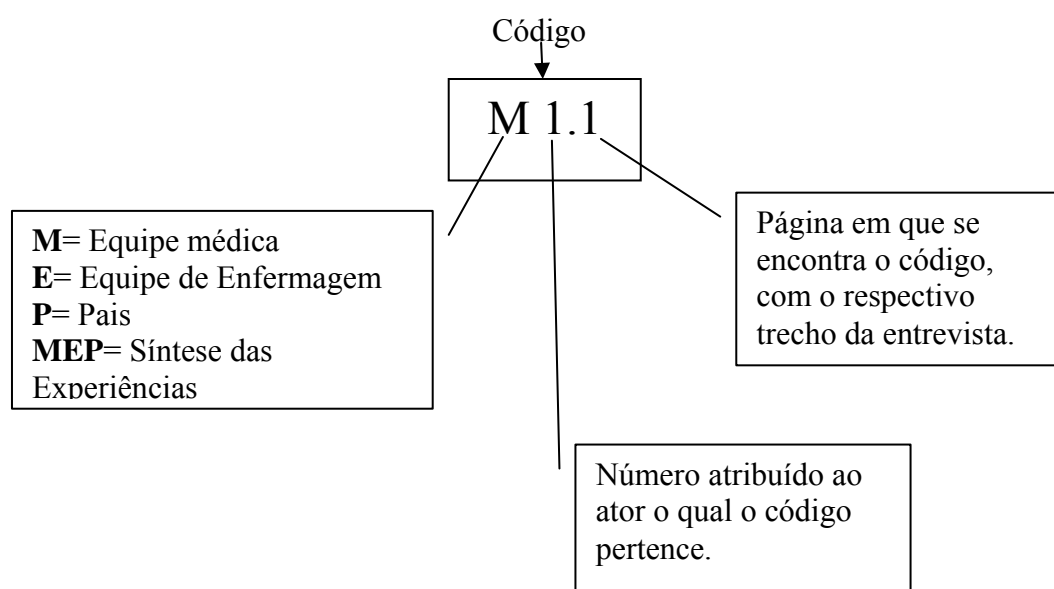 Código
M 1.1
M= Equipe médica
E= Equipe de Enfermagem
P= Pais
MEP= Síntese das
Experiências
Página em que se
encontra o código,
com o respectivo
trecho da entrevista.
Número atribuído ao
ator o qual o código
pertence.